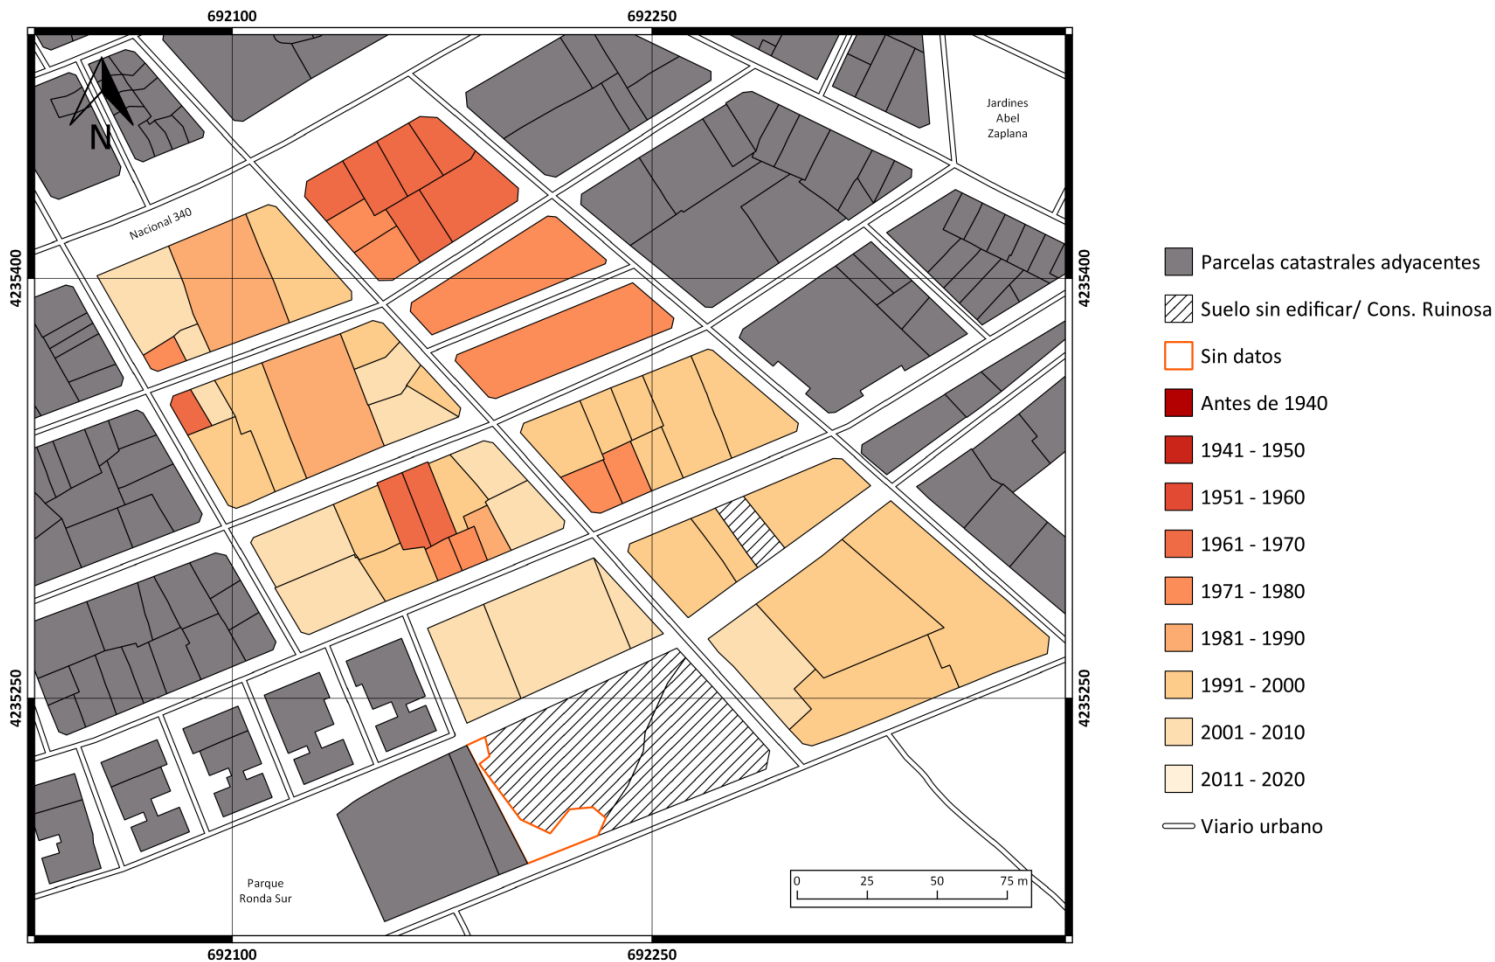 692100
692250
Jardines
Abel
Zaplana
N
Nacional 340
4235400
4235400
Parcelas catastrales adyacentes
Suelo sin edificar/ Cons. Ruinosa
Sin datos
Antes de 1940
1941 - 1950
1951 - 1960
1961 - 1970
1971 - 1980
1981 - 1990
1991 - 2000
2001 - 2010
2011 - 2020
Viario urbano
4235250
4235250
Parque
Ronda Sur
0 25 50 75 m
692100
692250